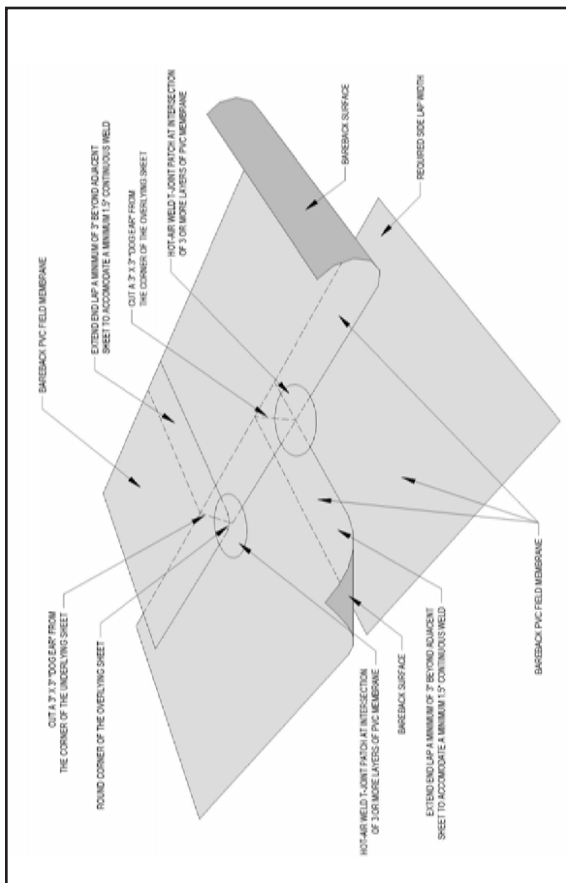 BAREBACK PVC FIELD MEMBRANE
EXTEND END LAP A MINIMUM OF 3" BEYOND ADJACENT
SHEET TO ACCOMODATE A MINIMUM 1.5" CONTINUOUS WELD
CUT A 3" X 3" "DOG EAR" FROM
THE CORNER OF THE OVERLYING SHEET
HOT-AIR WELD T-JOINT PATCH AT INTERSECTION
OF 3 OR MORE LAYERS OF PVC MEMBRANE
BAREBACK SURFACE
REQUIRED SIDE LAP WIDTH
CUT A 3" X 3" "DOG EAR" FROM
THE CORNER OF THE UNDERLYING SHEET
ROUND CORNER OF THE OVERLYING SHEET
HOT-AIR WELD T-JOINT PATCH AT INTERSECTION
OF 3 OR MORE LAYERS OF PVC MEMBRANE
BAREBACK SURFACE
EXTEND END LAP A MINIMUM OF 3" BEYOND ADJACENT
SHEET TO ACCOMODATE A MINIMUM 1.5" CONTINUOUS WELD
BAREBACK PVC FIELD MEMBRANE